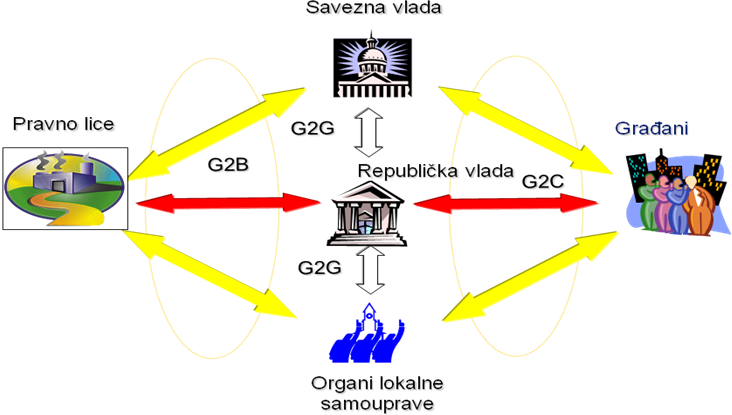 Savezna vlada
Pravno lice
G2G
Građani
G2B
Republička vlada
G2C
G2G
Organi lokalne
samouprave